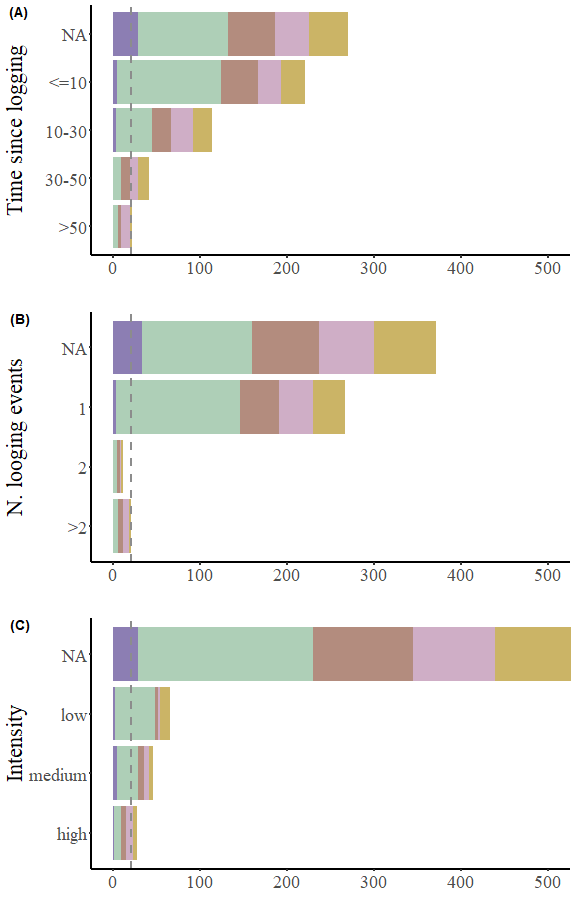 (A)
Time since logging
NA
<=10
10-30
30-50
>50
0 100 200 300 400 500
(B)
N. looging events
NA
1
2
>2
0 100 200 300 400 500
(C)
Intensity
NA
low
medium
high
0 100 200 300 400 500